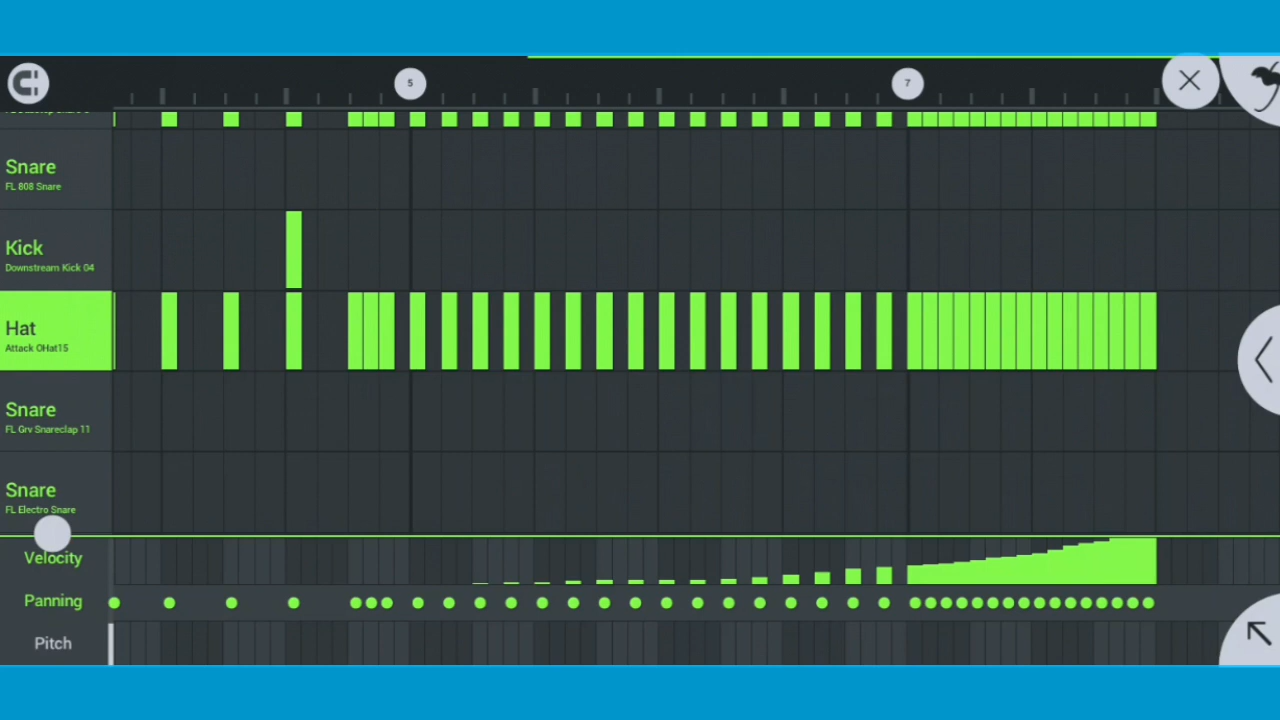 5
7
Snare
FL 808 Snare
Kick
Downstream Kick 04
Hat
Attack OHat15
Snare
FL Grv Snareclap 11
Snare
FL Electro Snare
Velocity
Panning
Pitch